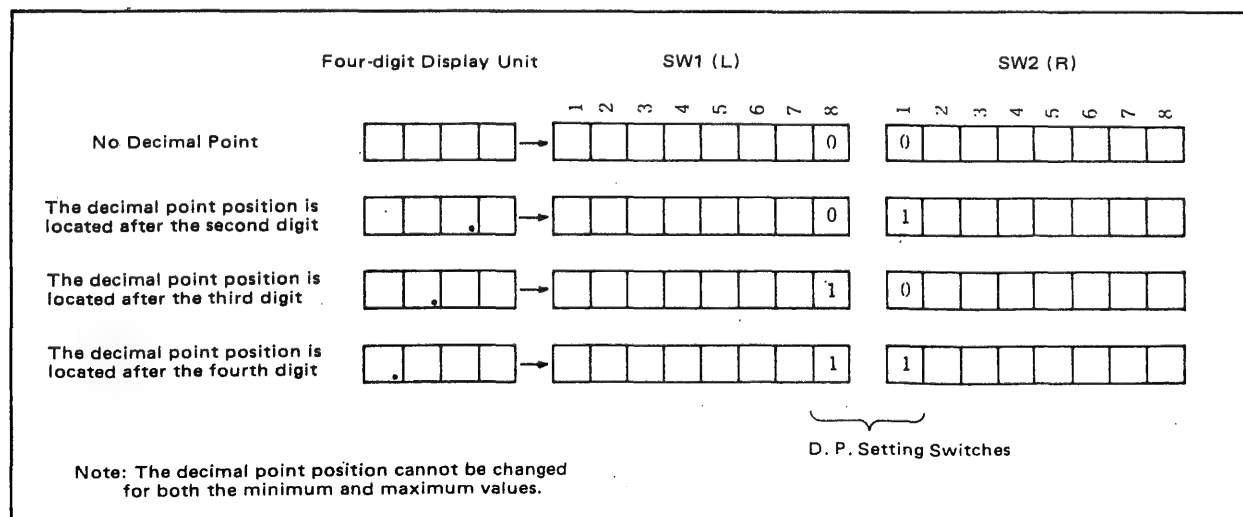 Four-digit Display Unit SW1 (L) SW2 (R)
1 2 3 4 5 6 7 8 1 2 3 4 5 6 7 8
No Decimal Point 0 0
The decimal point position is
located after the second digit . 0 1
The decimal point position is
located after the third digit . 1 0
The decimal point position is
located after the fourth digit . 1 1
D. P. Setting Switches
Note: The decimal point position cannot be changed
for both the minimum and maximum values.